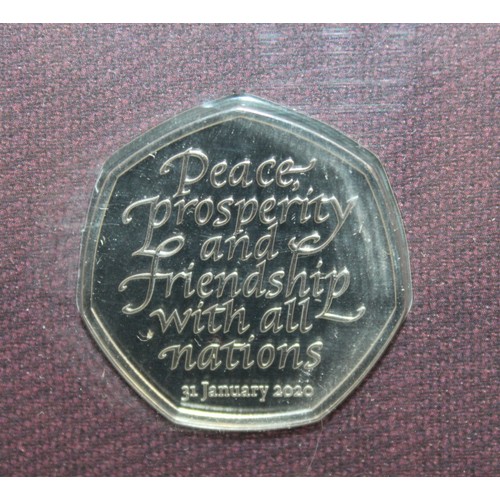 Peace,
prosperity
and
friendship
with all
nations
31 January 2020